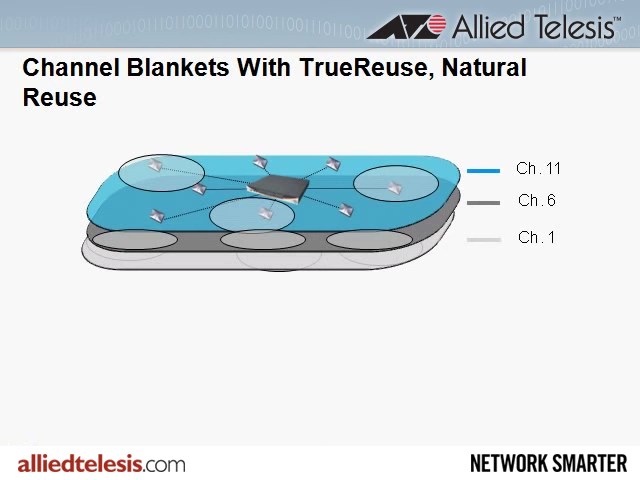 Allied Telesis™
Channel Blankets With TrueReuse, Natural
Reuse
Ch. 11
Ch. 6
Ch. 1
alliedtelesis.com
NETWORK SMARTER